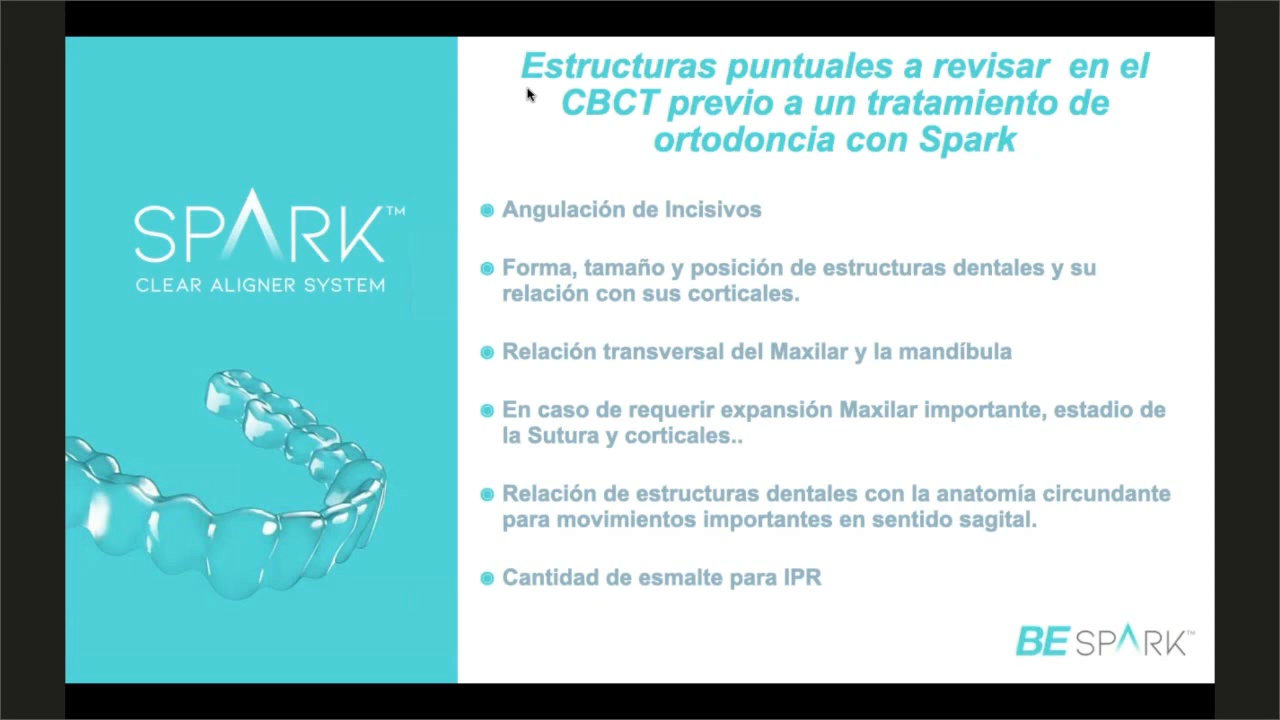 SPARK™
CLEAR ALIGNER SYSTEM
Estructuras puntuales a revisar en el
CBCT previo a un tratamiento de
ortodoncia con Spark
Angulación de Incisivos
Forma, tamaño y posición de estructuras dentales y su
relación con sus corticales.
Relación transversal del Maxilar y la mandíbula
En caso de requerir expansión Maxilar importante, estadio de
la Sutura y corticales..
Relación de estructuras dentales con la anatomía circundante
para movimientos importantes en sentido sagital.
Cantidad de esmalte para IPR
BE SPARK™